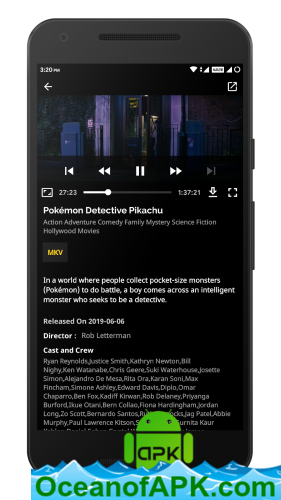 3:20 PM
27:23
1:37:21
Pokémon Detective Pikachu
Action Adventure Comedy Family Mystery Science Fiction
Hollywood Movies
MKV
In a world where people collect pocket-size monsters
(Pokémon) to do battle, a boy comes across an intelligent
monster who seeks to be a detective.
Released On 2019-06-06
Director : Rob Letterman
Cast and Crew
Ryan Reynolds,Justice Smith,Kathryn Newton,Bill
Nighy,Ken Watanabe,Chris Geere,Suki Waterhouse,Josette
Simon,Alejandro De Mesa,Rita Ora,Karan Soni,Max
Fincham,Simone Ashley,Edward Davis,Diplo,Omar
Chaparro,Ben Fox,Kadiff Kirwan,Rob Delaney,Priyanga
Burford,Ikue Otani,Bern Collao,Fiona Hardingham,Jordan
Long,Zo Scott,Bernardo Santos,Ru cks,Jag Patel,Abbie
Murphy,Paul Lawrence Kitson,S Surnita Kaur
APK
OceanofAPK.com